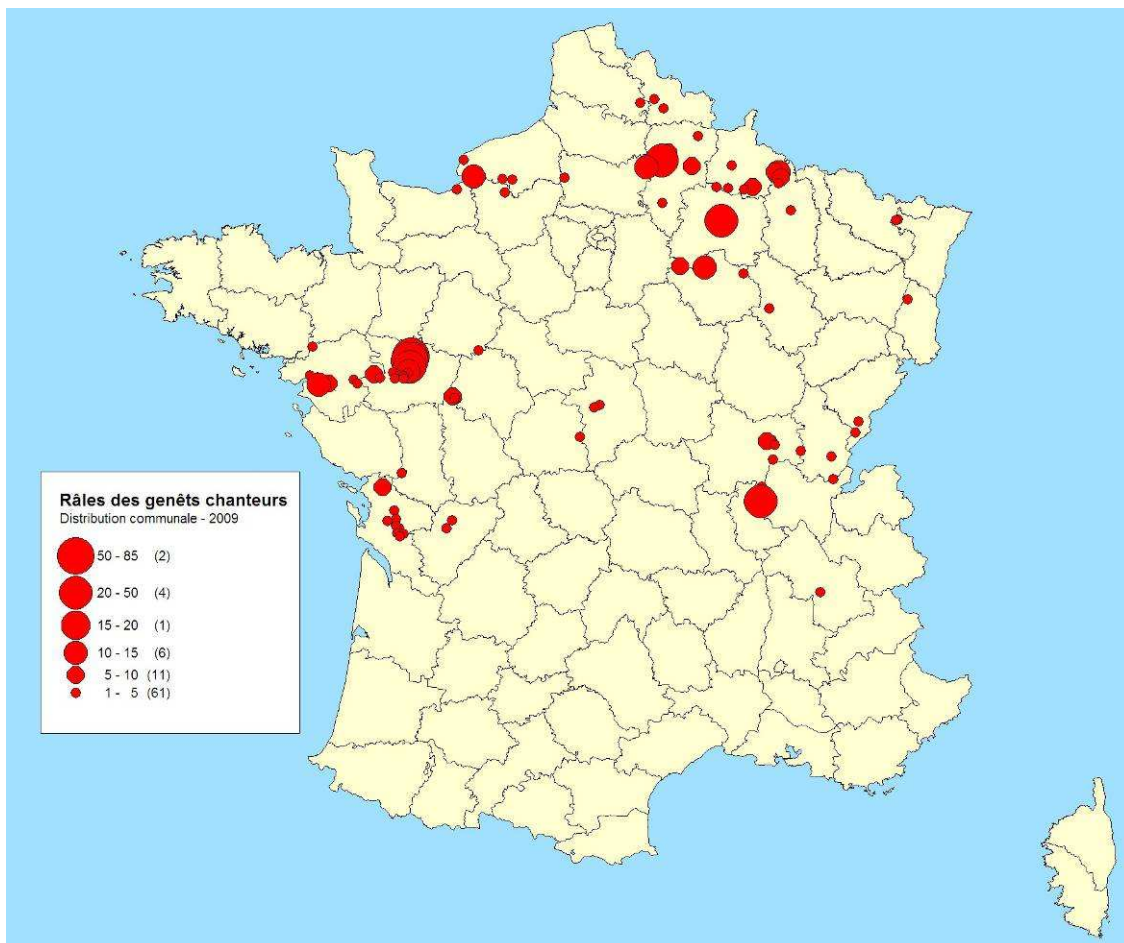 Râles des genêts chanteurs
Distribution communale - 2009
50 - 85 (2)
20 - 50 (4)
15 - 20 (1)
10 - 15 (6)
5 - 10 (11)
1 - 5 (61)